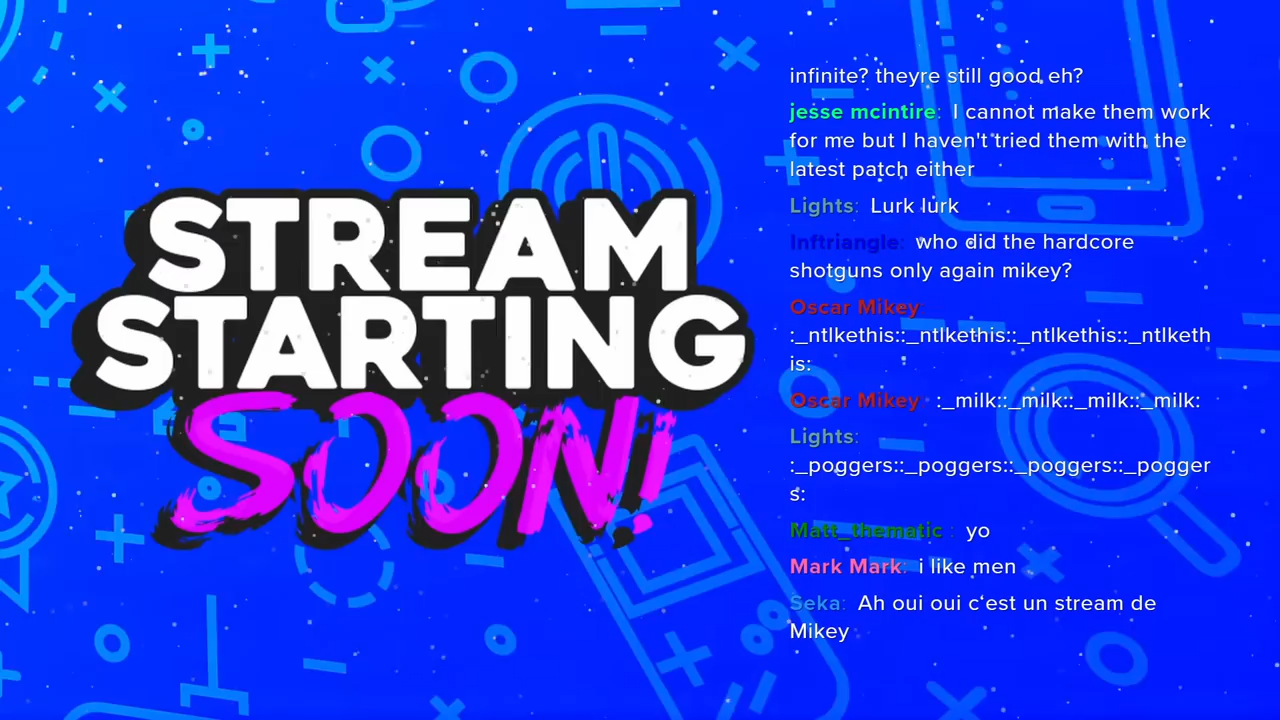 STREAM
STARTING
SOON!
infinite? theyre still good eh?
jesse mcintire: I cannot make them work
for me but I haven't tried them with the
latest patch either
Lights: Lurk lurk
Inftriangle: who did the hardcore
shotguns only again mikey?
Oscar Mikey:
:_ntlkethis::_ntlkethis::_ntlkethis::_ntlketh
is:
Oscar Mikey: :_milk::_milk::_milk::_milk:
Lights:
:_poggers::_poggers::_poggers::_pogger
s:
Matt_thematic : yo
Mark Mark: i like men
Seka: Ah oui oui c‘est un stream de
Mikey